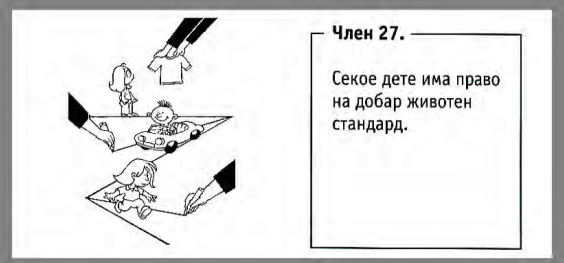 Член 27.
Секое дете има право
на добар животен
стандард.